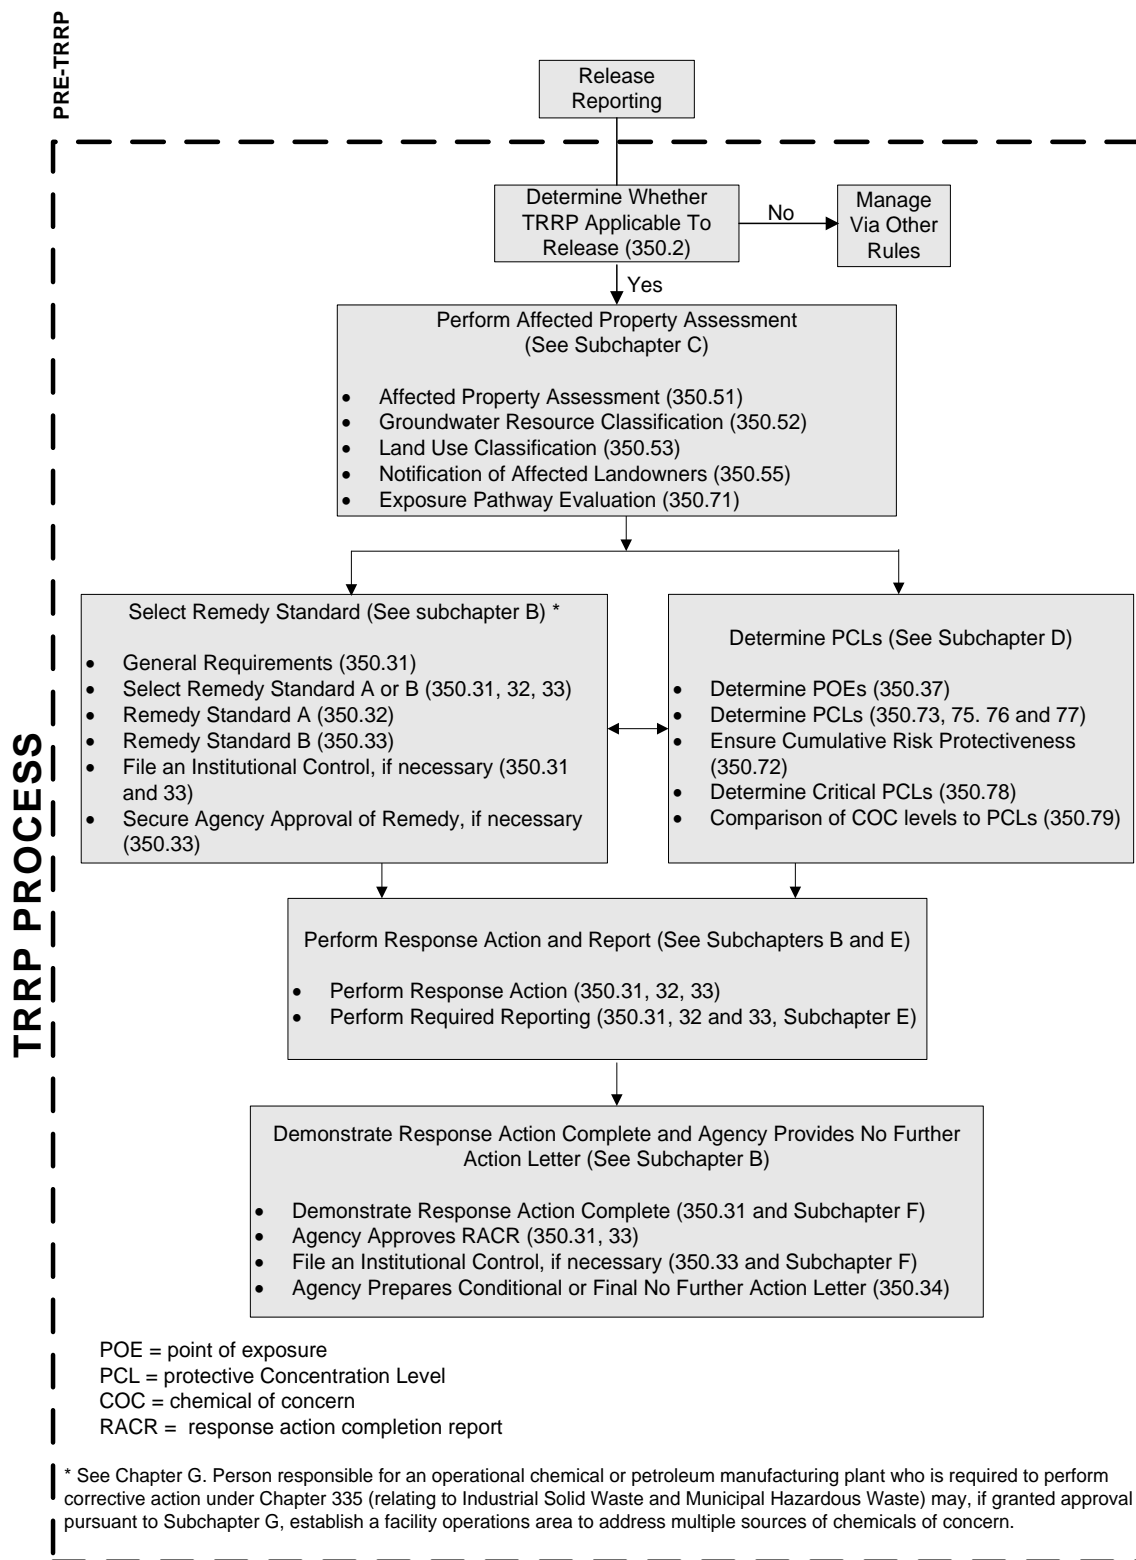 PRE-TRRP
Release
Reporting
Determine Whether
TRRP Applicable To
Release (350.2)
No
Manage
Via Other
Rules
Yes
Perform Affected Property Assessment
(See Subchapter C)
• Affected Property Assessment (350.51)
• Groundwater Resource Classification (350.52)
• Land Use Classification (350.53)
• Notification of Affected Landowners (350.55)
• Exposure Pathway Evaluation (350.71)
TRRP PROCESS
Select Remedy Standard (See subchapter B) *
• General Requirements (350.31)
• Select Remedy Standard A or B (350.31, 32, 33)
• Remedy Standard A (350.32)
• Remedy Standard B (350.33)
• File an Institutional Control, if necessary (350.31
and 33)
• Secure Agency Approval of Remedy, if necessary
(350.33)
Determine PCLs (See Subchapter D)
• Determine POEs (350.37)
• Determine PCLs (350.73, 75. 76 and 77)
• Ensure Cumulative Risk Protectiveness
(350.72)
• Determine Critical PCLs (350.78)
• Comparison of COC levels to PCLs (350.79)
Perform Response Action and Report (See Subchapters B and E)
• Perform Response Action (350.31, 32, 33)
• Perform Required Reporting (350.31, 32 and 33, Subchapter E)
Demonstrate Response Action Complete and Agency Provides No Further
Action Letter (See Subchapter B)
• Demonstrate Response Action Complete (350.31 and Subchapter F)
• Agency Approves RACR (350.31, 33)
• File an Institutional Control, if necessary (350.33 and Subchapter F)
• Agency Prepares Conditional or Final No Further Action Letter (350.34)
POE = point of exposure
PCL = protective Concentration Level
COC = chemical of concern
RACR = response action completion report
* See Chapter G. Person responsible for an operational chemical or petroleum manufacturing plant who is required to perform
corrective action under Chapter 335 (relating to Industrial Solid Waste and Municipal Hazardous Waste) may, if granted approval
pursuant to Subchapter G, establish a facility operations area to address multiple sources of chemicals of concern.